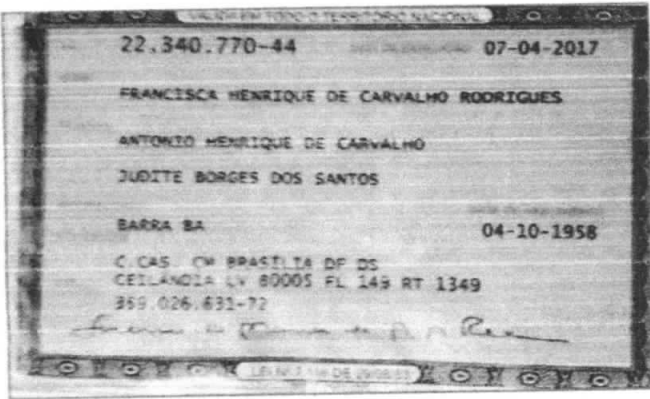 VÁLIDA EM TODO O TERRITÓRIO NACIONAL
22.340.770-44 07-04-2017
FRANCISCA HENRIQUE DE CARVALHO RODRIGUES
ANTONIO HENRIQUE DE CARVALHO
JUDITE BORGES DOS SANTOS
BARRA BA 04-10-1958
C.CAS. CM BRASILIA DF DS
CEILANDIA LV 80005 FL 149 RT 1349
369.026.631-72